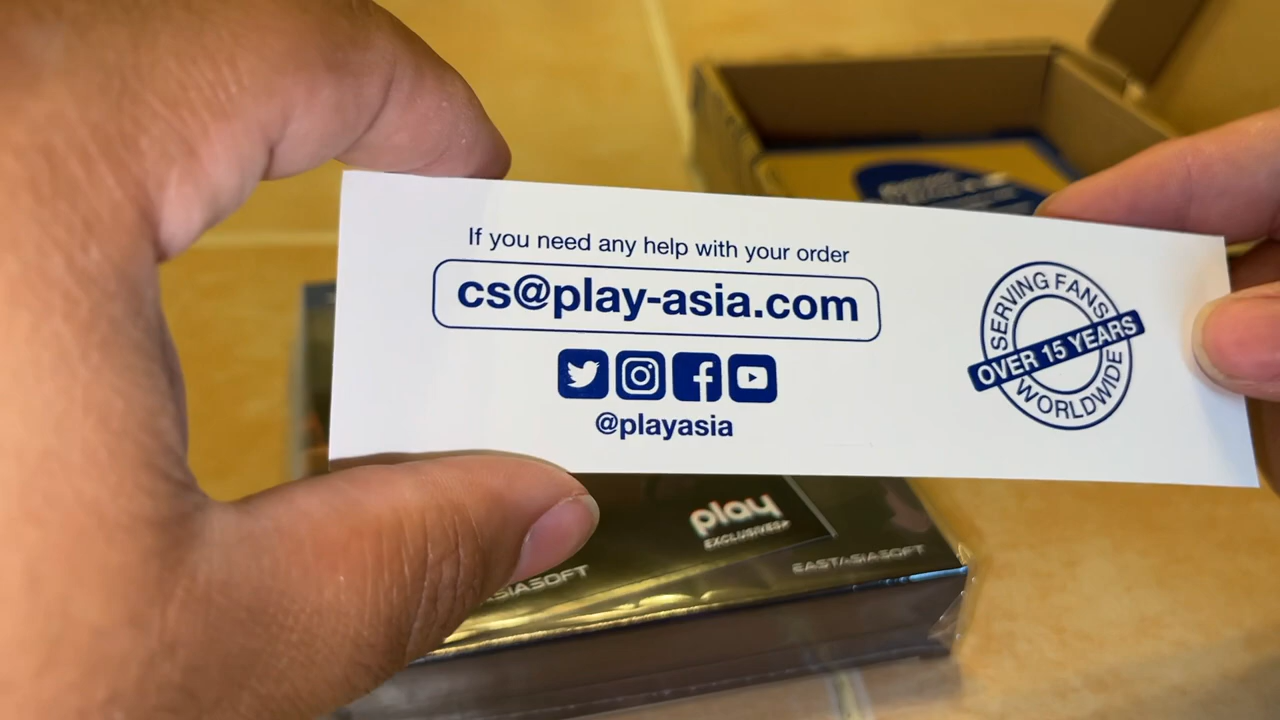 If you need any help with your order
cs@play-asia.com
@playasia
SERVING FANS
OVER 15 YEARS
WORLDWIDE
play
EXCLUSIVES
ASIASOFT
EASTASIASOFT